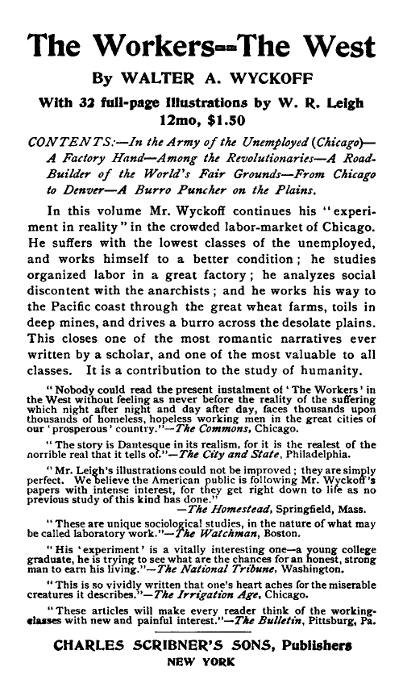 The Workers--The West
By WALTER A. WYCKOFF
With 32 full-page Illustrations by W. R. Leigh
12mo, $1.50
CONTENTS:—In the Army of the Unemployed (Chicago)—
A Factory Hand—Among the Revolutionaries—A Road-
Builder of the World's Fair Grounds—From Chicago
to Denver—A Burro Puncher on the Plains.
In this volume Mr. Wyckoff continues his "experi-
ment in reality" in the crowded labor-market of Chicago.
He suffers with the lowest classes of the unemployed,
and works himself to a better condition; he studies
organized labor in a great factory; he analyzes social
discontent with the anarchists; and he works his way to
the Pacific coast through the great wheat farms, toils in
deep mines, and drives a burro across the desolate plains.
This closes one of the most romantic narratives ever
written by a scholar, and one of the most valuable to all
classes. It is a contribution to the study of humanity.
"Nobody could read the present instalment of 'The Workers' in
the West without feeling as never before the reality of the suffering
which night after night and day after day, faces thousands upon
thousands of homeless, hopeless working men in the great cities of
our 'prosperous' country."—The Commons, Chicago.
"The story is Dantesque in its realism, for it is the realest of the
horrible real that it tells of."—The City and State, Philadelphia.
"Mr. Leigh's illustrations could not be improved; they are simply
perfect. We believe the American public is following Mr. Wyckoff's
papers with intense interest, for they get right down to life as no
previous study of this kind has done."
—The Homestead, Springfield, Mass.
"These are unique sociological studies, in the nature of what may
be called laboratory work."—The Watchman, Boston.
"His 'experiment' is a vitally interesting one—a young college
graduate, he is trying to see what are the chances for an honest, strong
man to earn his living."—The National Tribune, Washington.
"This is so vividly written that one's heart aches for the miserable
creatures it describes."—The Irrigation Age, Chicago.
"These articles will make every reader think of the working-
classes with new and painful interest."—The Bulletin, Pittsburg, Pa.
CHARLES SCRIBNER'S SONS, Publishers
NEW YORK